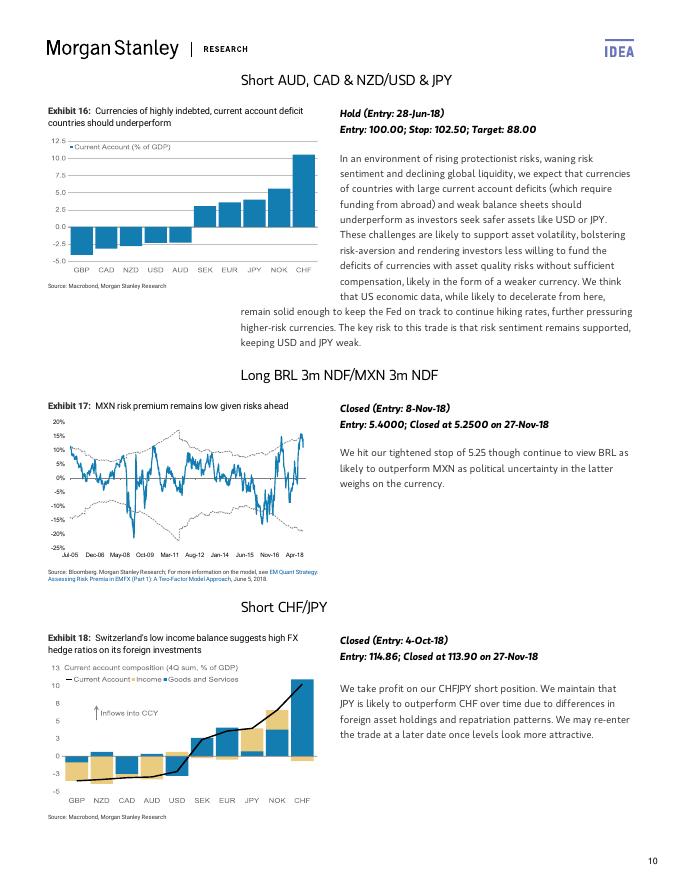 Morgan Stanley | RESEARCH
IDEA
Short AUD, CAD & NZD/USD & JPY
Exhibit 16: Currencies of highly indebted, current account deficit
countries should underperform
12.5
Current Account (% of GDP)
10.0
7.5
5.0
2.5
0.0
-2.5
-5.0
GBP CAD NZD USD AUD SEK EUR JPY NOK CHF
Source: Macrobond, Morgan Stanley Research
Hold (Entry: 28-Jun-18)
Entry: 100.00; Stop: 102.50; Target: 88.00
In an environment of rising protectionist risks, waning risk
sentiment and declining global liquidity, we expect that currencies
of countries with large current account deficits (which require
funding from abroad) and weak balance sheets should
underperform as investors seek safer assets like USD or JPY.
These challenges are likely to support asset volatility, bolstering
risk-aversion and rendering investors less willing to fund the
deficits of currencies with asset quality risks without sufficient
compensation, likely in the form of a weaker currency. We think
that US economic data, while likely to decelerate from here,
remain solid enough to keep the Fed on track to continue hiking rates, further pressuring
higher-risk currencies. The key risk to this trade is that risk sentiment remains supported,
keeping USD and JPY weak.
Long BRL 3m NDF/MXN 3m NDF
Exhibit 17: MXN risk premium remains low given risks ahead
20%
15%
10%
5%
0%
-5%
-10%
-15%
-20%
-25%
Jul-05 Dec-06 May-08 Oct-09 Mar-11 Aug-12 Jan-14 Jun-15 Nov-16 Apr-18
Source: Bloomberg, Morgan Stanley Research; For more information on the model, see EM Quant Strategy:
Assessing Risk Premia in EMFX (Part 1): A Two-Factor Model Approach, June 5, 2018.
Closed (Entry: 8-Nov-18)
Entry: 5.4000; Closed at 5.2500 on 27-Nov-18
We hit our tightened stop of 5.25 though continue to view BRL as
likely to outperform MXN as political uncertainty in the latter
weighs on the currency.
Short CHF/JPY
Exhibit 18: Switzerland's low income balance suggests high FX
hedge ratios on its foreign investments
13 Current account composition (4Q sum, % of GDP)
Current Account Income Goods and Services
10
8
Inflows into CCY
5
3
0
-3
-5
GBP NZD CAD AUD USD SEK EUR JPY NOK CHF
Source: Macrobond, Morgan Stanley Research
Closed (Entry: 4-Oct-18)
Entry: 114.86; Closed at 113.90 on 27-Nov-18
We take profit on our CHFJPY short position. We maintain that
JPY is likely to outperform CHF over time due to differences in
foreign asset holdings and repatriation patterns. We may re-enter
the trade at a later date once levels look more attractive.
10